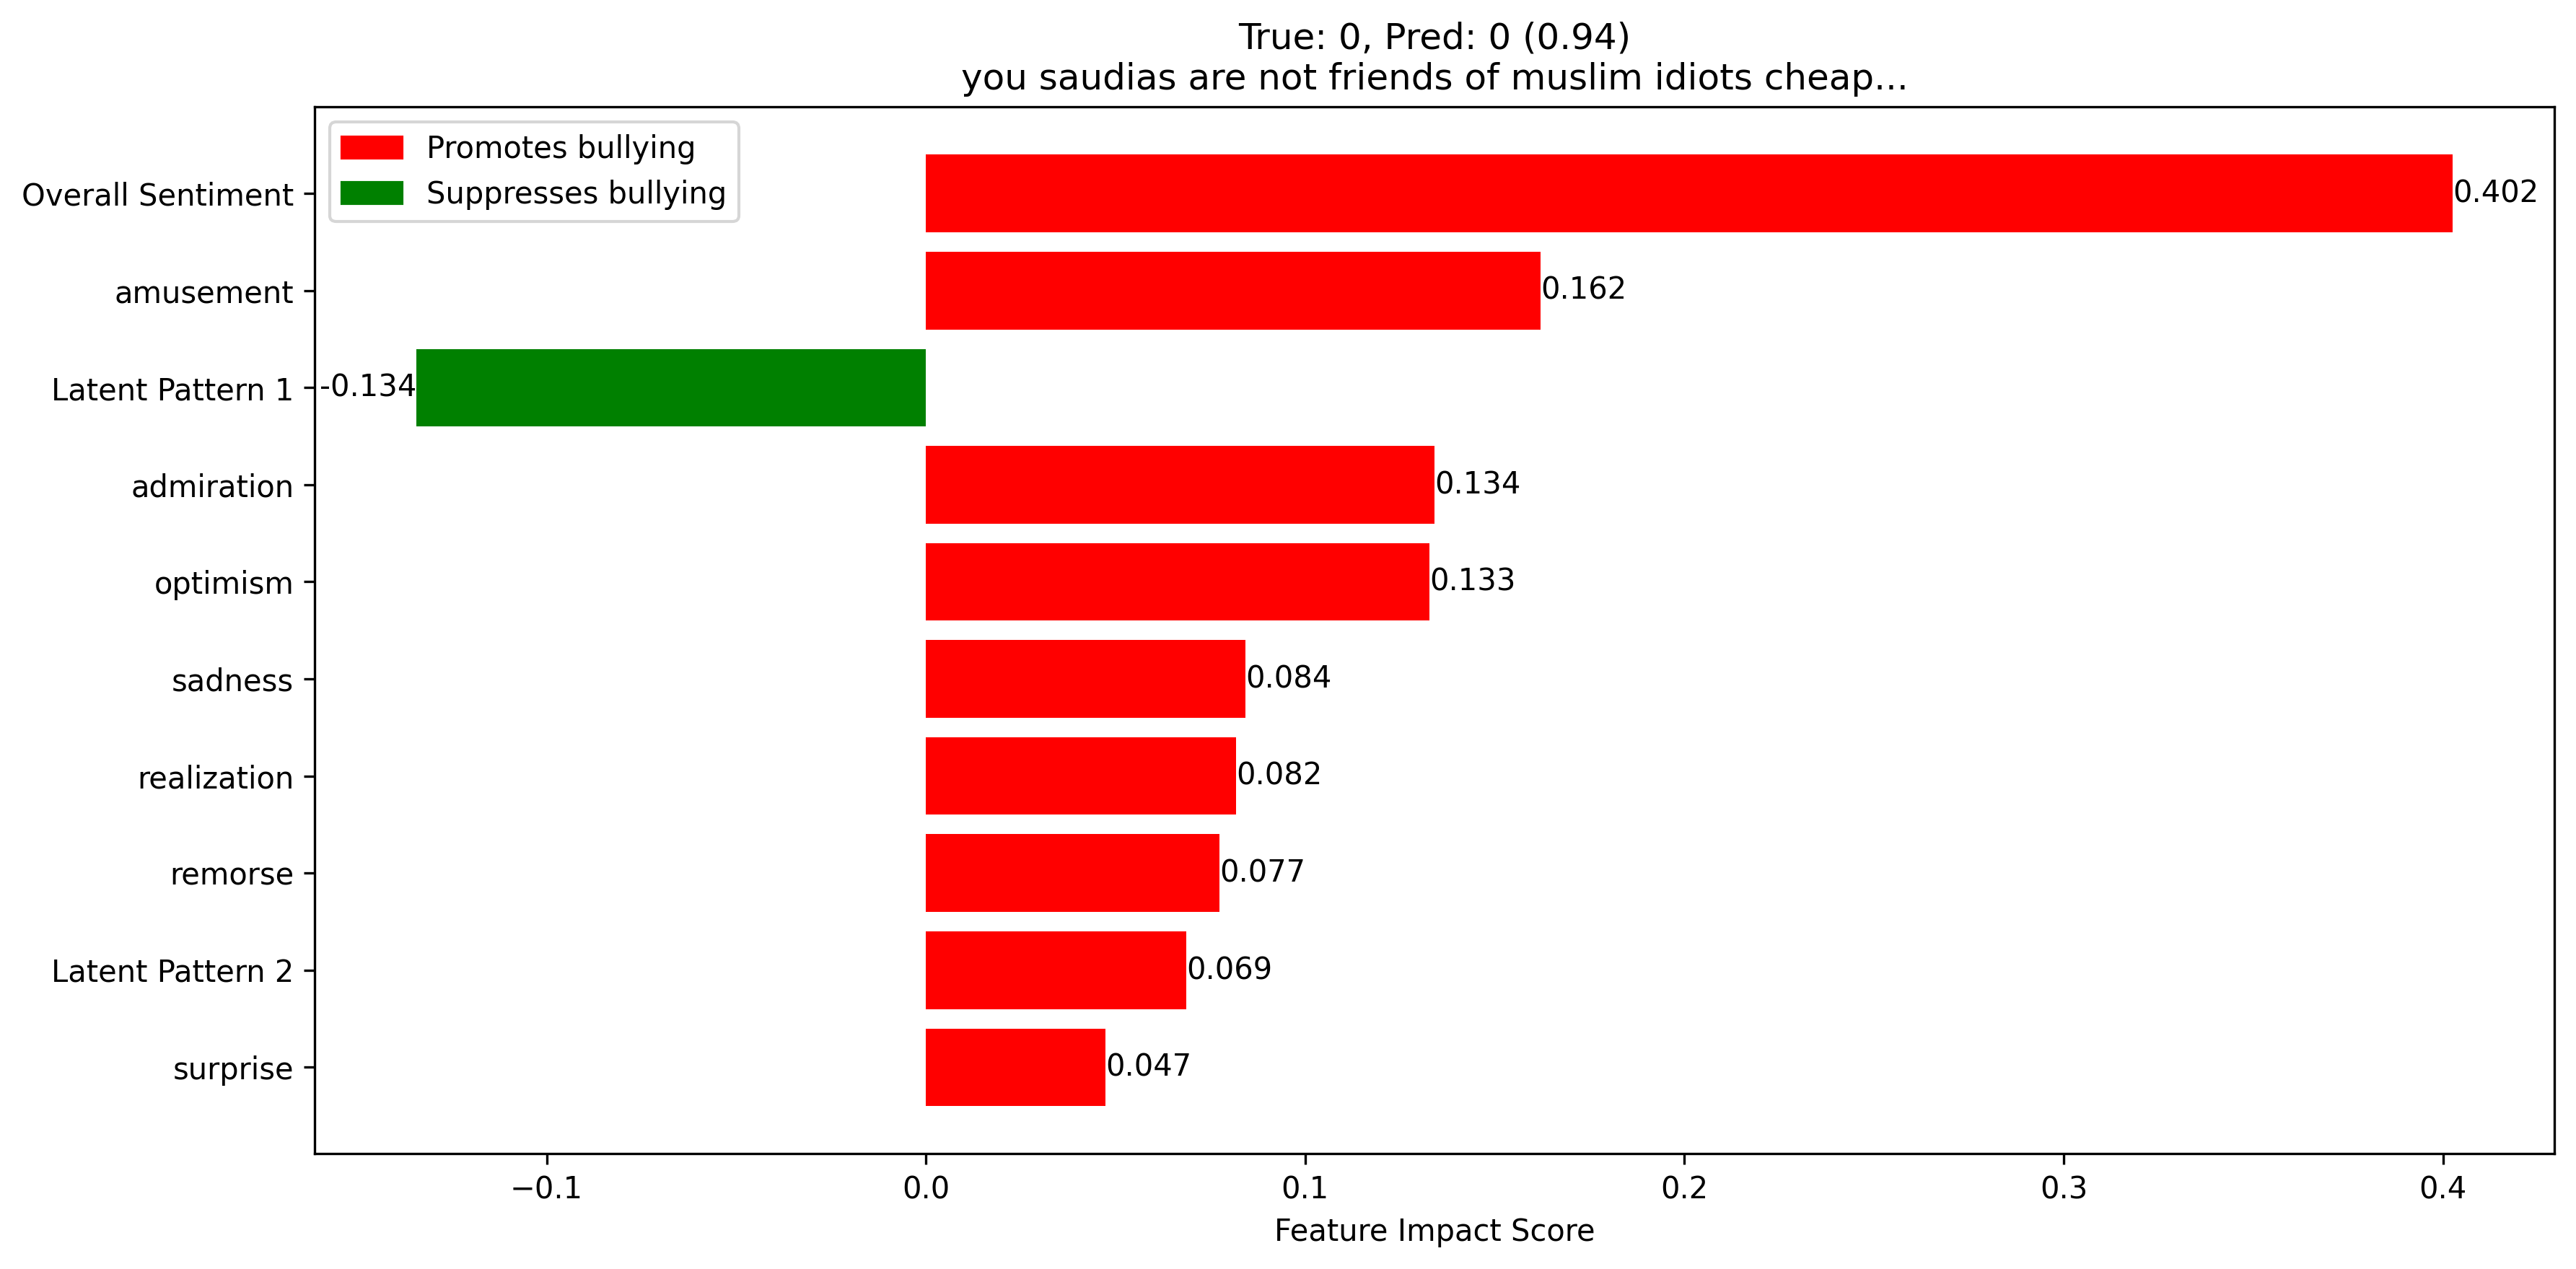 True: 0, Pred: 0 (0.94)
you saudias are not friends of muslim idiots cheap...
Promotes bullying
Suppresses bullying
Overall Sentiment
0.402
amusement
0.162
Latent Pattern 1
-0.134
admiration
0.134
optimism
0.133
sadness
0.084
realization
0.082
remorse
0.077
Latent Pattern 2
0.069
surprise
0.047
−0.1
0.0
0.1
0.2
0.3
0.4
Feature Impact Score